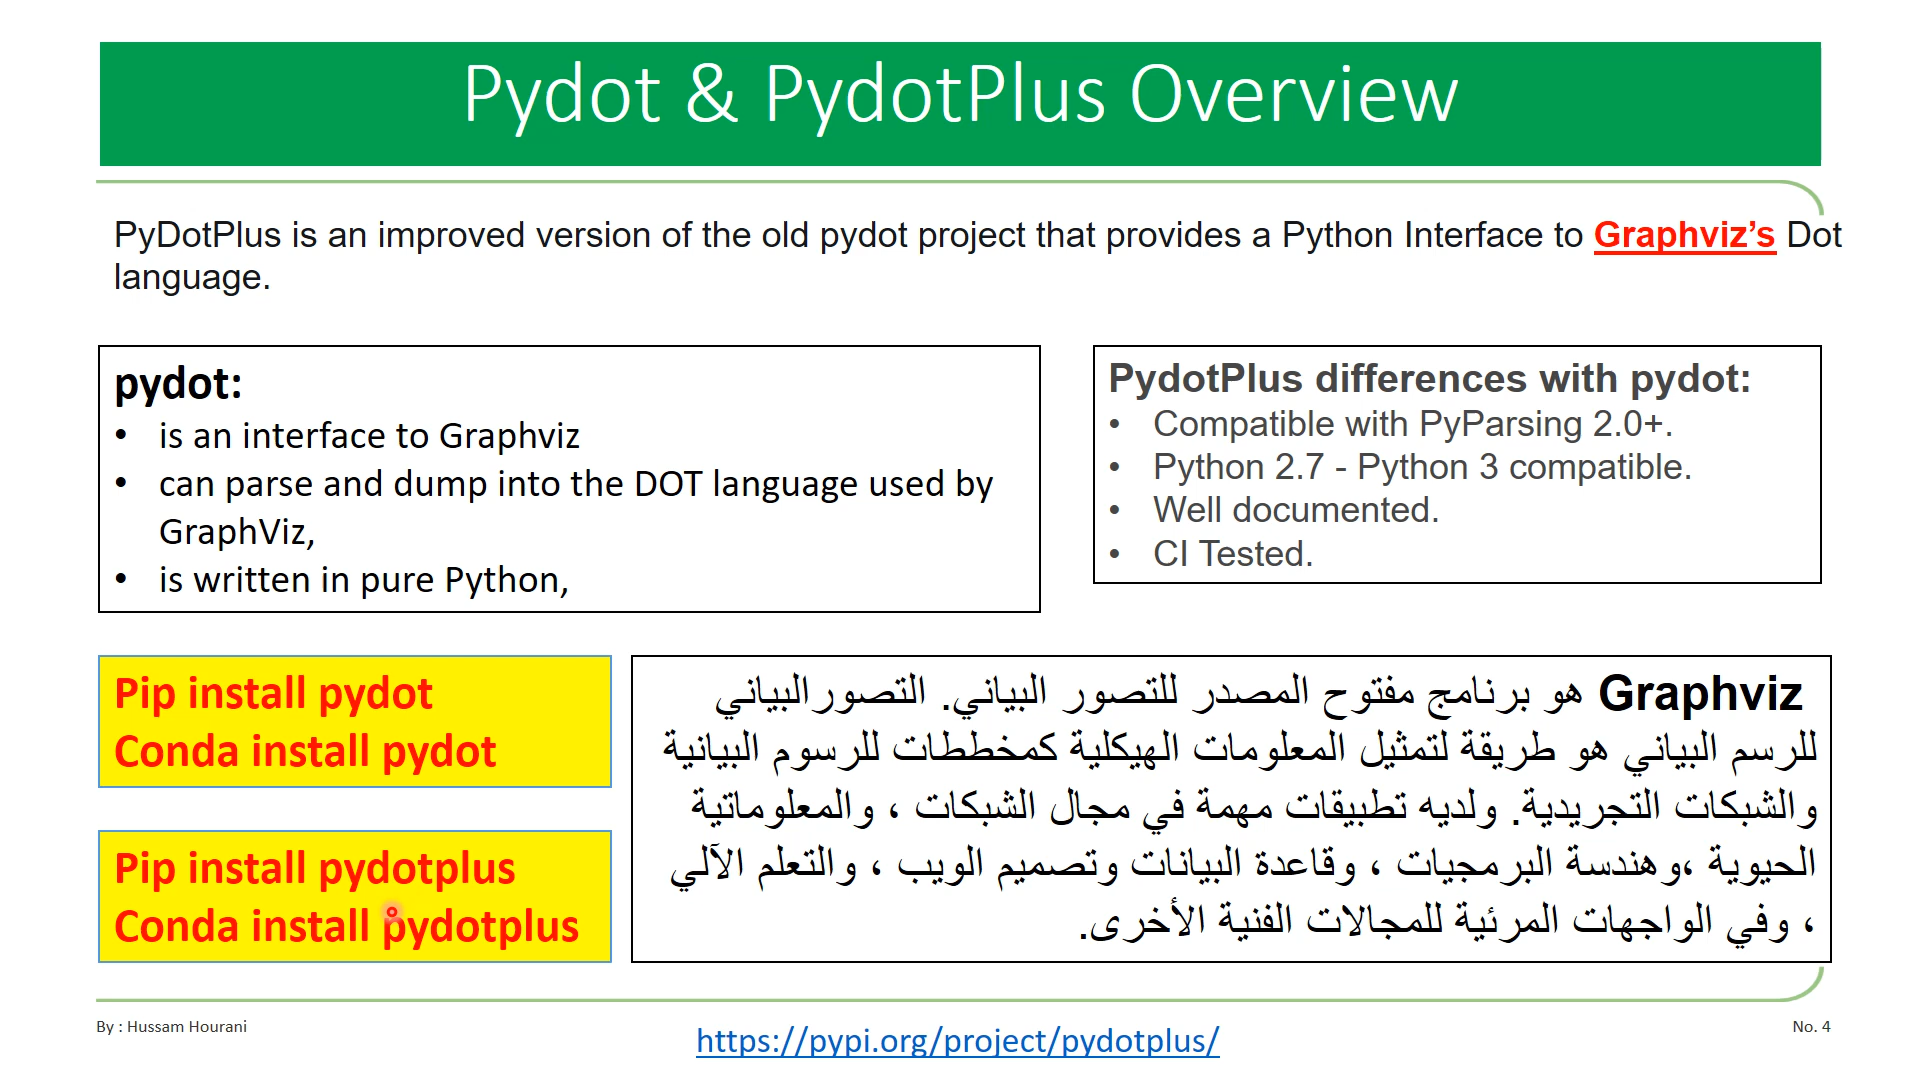 Pydot & PydotPlus Overview
PyDotPlus is an improved version of the old pydot project that provides a Python Interface to Graphviz’s Dot
language.
pydot:
• is an interface to Graphviz
• can parse and dump into the DOT language used by
GraphViz,
• is written in pure Python,
PydotPlus differences with pydot:
• Compatible with PyParsing 2.0+.
• Python 2.7 - Python 3 compatible.
• Well documented.
• CI Tested.
Pip install pydot
Conda install pydot
Pip install pydotplus
Conda install pydotplus
Graphviz هو برنامج مفتوح المصدر للتصور البياني. التصورالبياني
للرسم البياني هو طريقة لتمثيل المعلومات الهيكلية كمخططات للرسوم البيانية
والشبكات التجريدية. ولديه تطبيقات مهمة في مجال الشبكات ، والمعلوماتية
الحيوية ،وهندسة البرمجيات ، وقاعدة البيانات وتصميم الويب ، والتعلم الآلي
، وفي الواجهات المرئية للمجالات الفنية الأخرى.
By : Hussam Hourani
https://pypi.org/project/pydotplus/
No. 4